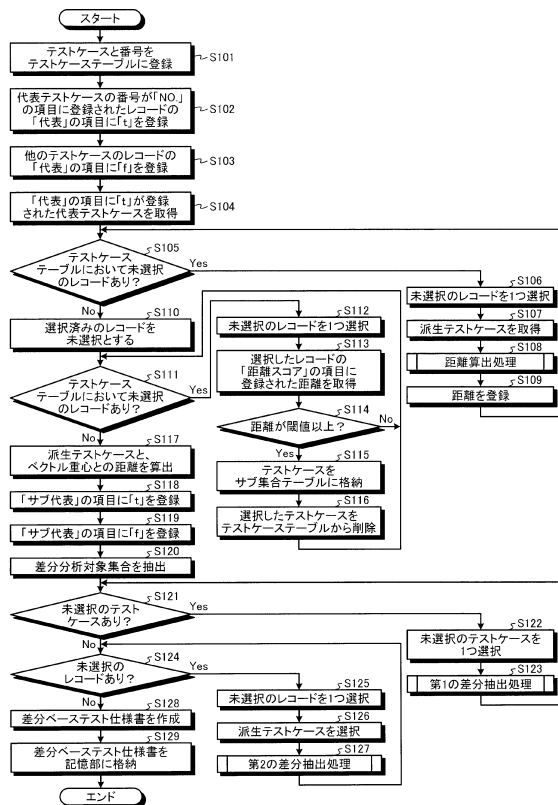 スタート
テストケースと番号を
テストケーステーブルに登録
S101
代表テストケースの番号が「NO.」
の項目に登録されたレコードの
「代表」の項目に「t」を登録
S102
他のテストケースのレコードの
「代表」の項目に「f」を登録
S103
「代表」の項目に「t」が登録
された代表テストケースを取得
S104
S105
テストケース
テーブルにおいて未選択
のレコードあり?
Yes
No
S106
未選択のレコードを1つ選択
S107
派生テストケースを取得
S108
距離算出処理
S109
距離を登録
S110
選択済みのレコードを
未選択とする
S111
テストケース
テーブルにおいて未選択
のレコードあり?
Yes
No
S112
未選択のレコードを1つ選択
S113
選択したレコードの
「距離スコア」の項目に
登録された距離を取得
S114
距離が閾値以上?
No
Yes
S115
テストケースを
サブ集合テーブルに格納
S116
選択したテストケースを
テストケーステーブルから削除
S117
派生テストケースと、
ベクトル重心との距離を算出
S118
「サブ代表」の項目に「t」を登録
S119
「サブ代表」の項目に「f」を登録
S120
差分分析対象集合を抽出
S121
未選択のテスト
ケースあり?
Yes
No
S122
未選択のテストケースを
1つ選択
S123
第1の差分抽出処理
S124
未選択の
レコードあり?
Yes
No
S125
未選択のレコードを1つ選択
S126
派生テストケースを選択
S127
第2の差分抽出処理
S128
差分ベーステスト仕様書を作成
S129
差分ベーステスト仕様書を
記憶部に格納
エンド